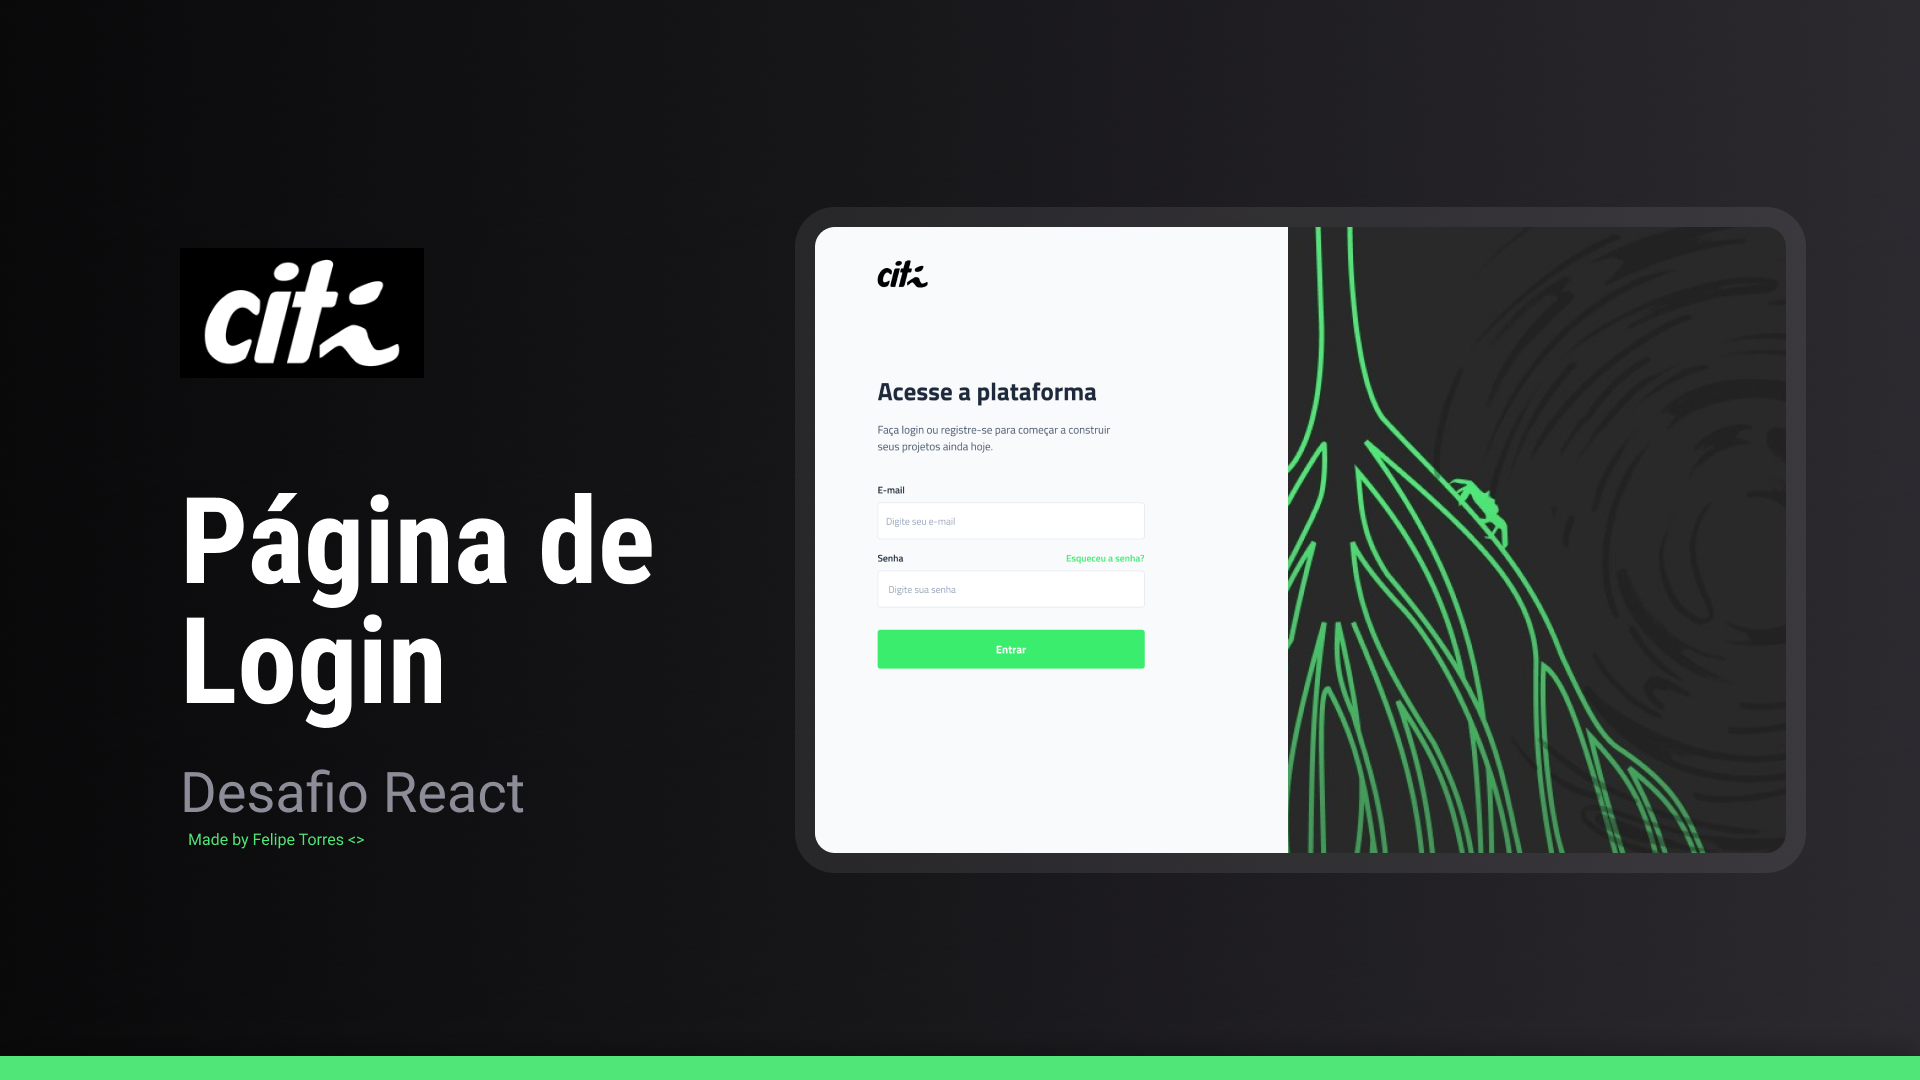 citi
Página de
Login
Desafio React
Made by Felipe Torres <>
citi
Acesse a plataforma
Faça login ou registre-se para começar a construir
seus projetos ainda hoje.
E-mail
Digite seu e-mail
Senha
Esqueceu a senha?
Digite sua senha
Entrar